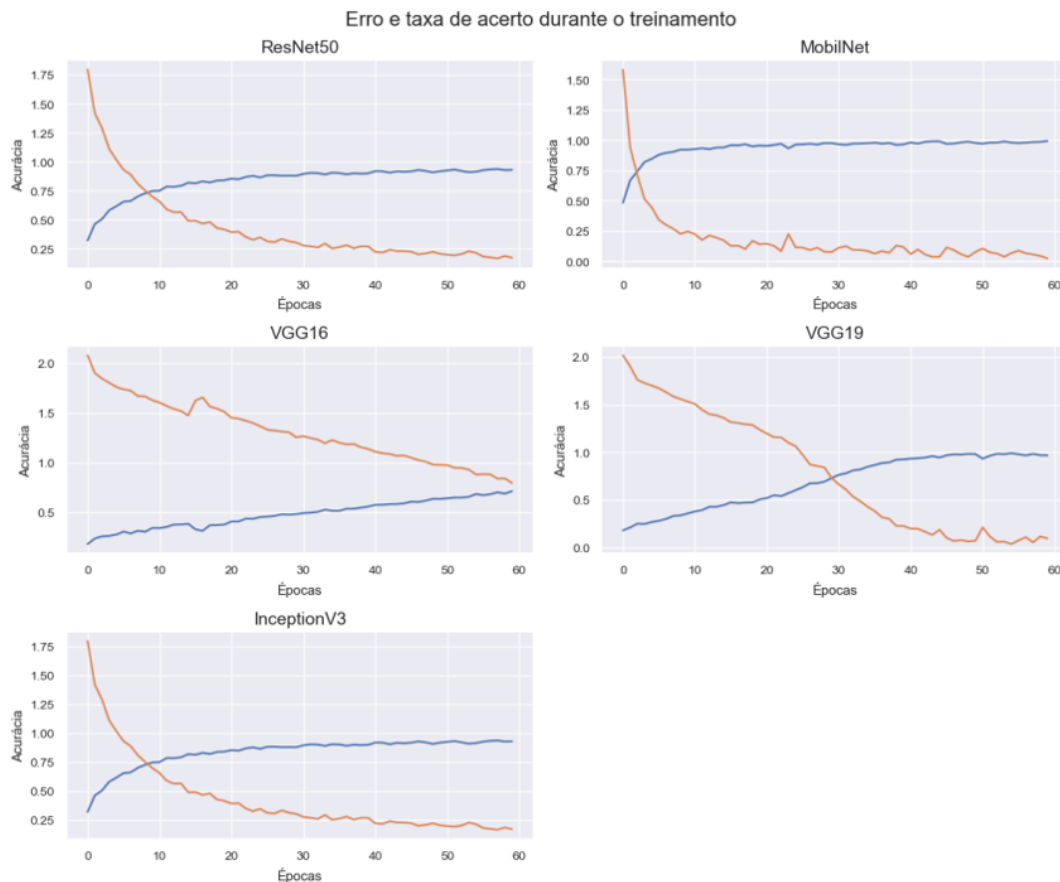 Erro e taxa de acerto durante o treinamento
ResNet50
1.75
1.50
1.25
1.00
0.75
0.50
0.25
Acurácia
0 10 20 30 40 50 60
Épocas
MobilNet
1.50
1.25
1.00
0.75
0.50
0.25
0.00
Acurácia
0 10 20 30 40 50 60
Épocas
VGG16
2.0
1.5
1.0
0.5
Acurácia
0 10 20 30 40 50 60
Épocas
VGG19
2.0
1.5
1.0
0.5
0.0
Acurácia
0 10 20 30 40 50 60
Épocas
InceptionV3
1.75
1.50
1.25
1.00
0.75
0.50
0.25
Acurácia
0 10 20 30 40 50 60
Épocas